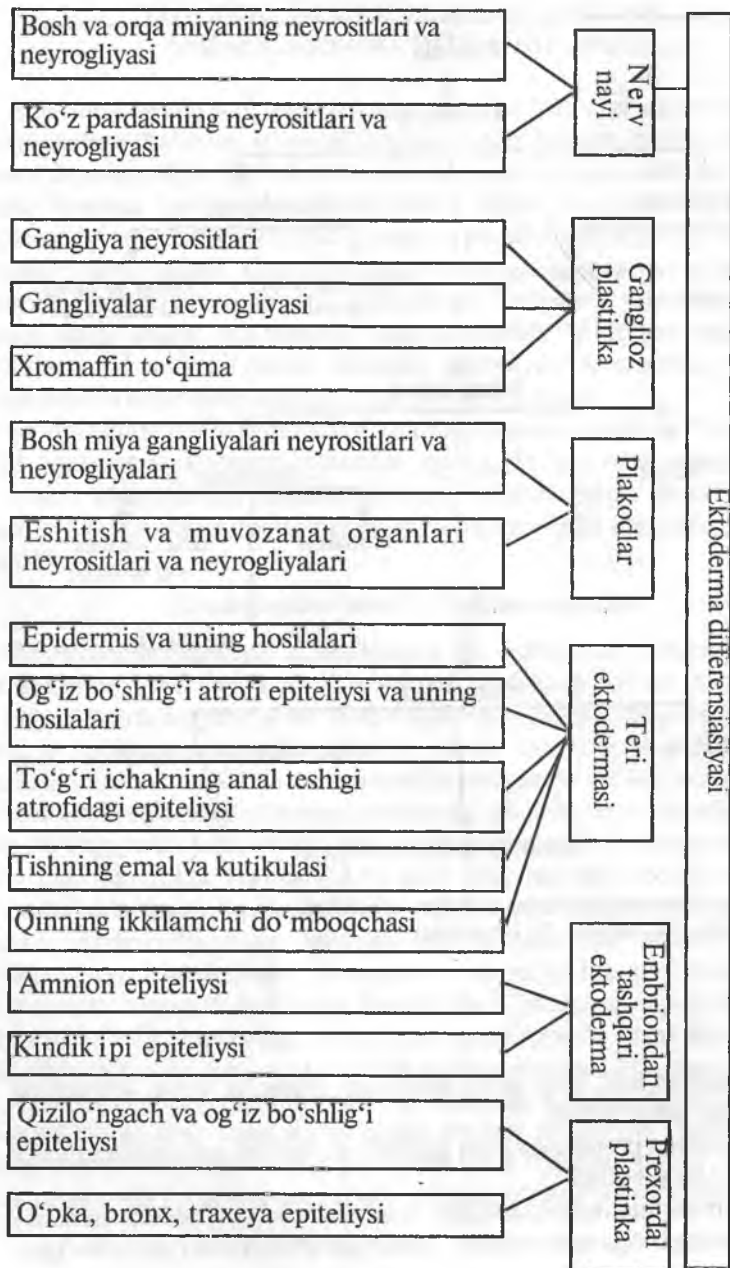 Bosh va orqa miyaning neyrositlari va
neyrogliyasi
Ko‘z pardasining neyrositlari va
neyrogliyasi
Nerv
nayi
Gangliya neyrositlari
Gangliyalar neyrogliyasi
Xromaffin to‘qima
Ganglioz
plastinka
Bosh miya gangliyalari neyrositlari va
neyrogliyalari
Eshitish va muvozanat organlari
neyrositlari va neyrogliyalari
Plakodlar
Epidermis va uning hosilalari
Og‘iz bo‘shlig‘i atrofi epiteliysi va uning
hosilalari
To‘g‘ri ichakning anal teshigi
atrofidagi epiteliysi
Tishning emal va kutikulasi
Qinning ikkilamchi do‘mboqchasi
Teri
ektodermasi
Amnion epiteliysi
Kindik ipi epiteliysi
Embriondan
tashqari
ektoderma
Qizilo‘ngach va og‘iz bo‘shlig‘i
epiteliysi
O‘pka, bronx, traxeya epiteliysi
Prexordal
plastinka
Ektoderma differensiasiyasi